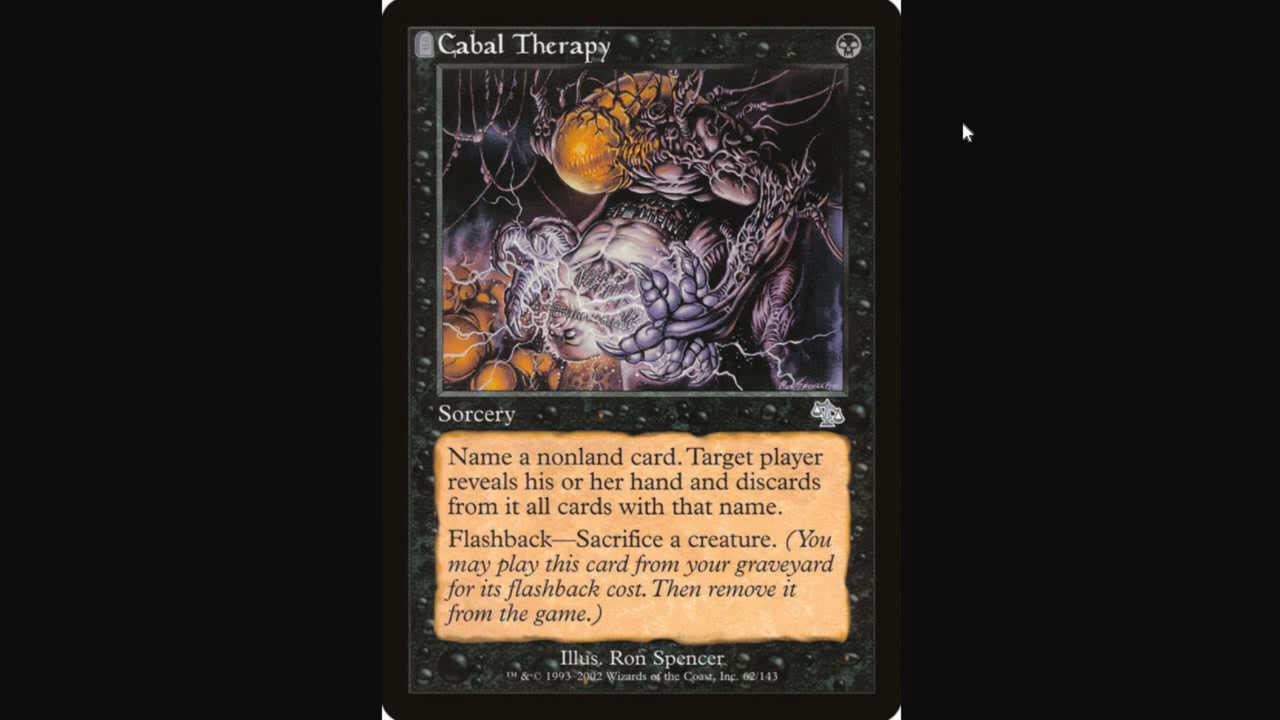 Cabal Therapy
Sorcery
Name a nonland card. Target player
reveals his or her hand and discards
from it all cards with that name.
Flashback—Sacrifice a creature. (You
may play this card from your graveyard
for its flashback cost. Then remove it
from the game.)
Illus. Ron Spencer
™ & © 1993–2002 Wizards of the Coast, Inc. 62/143